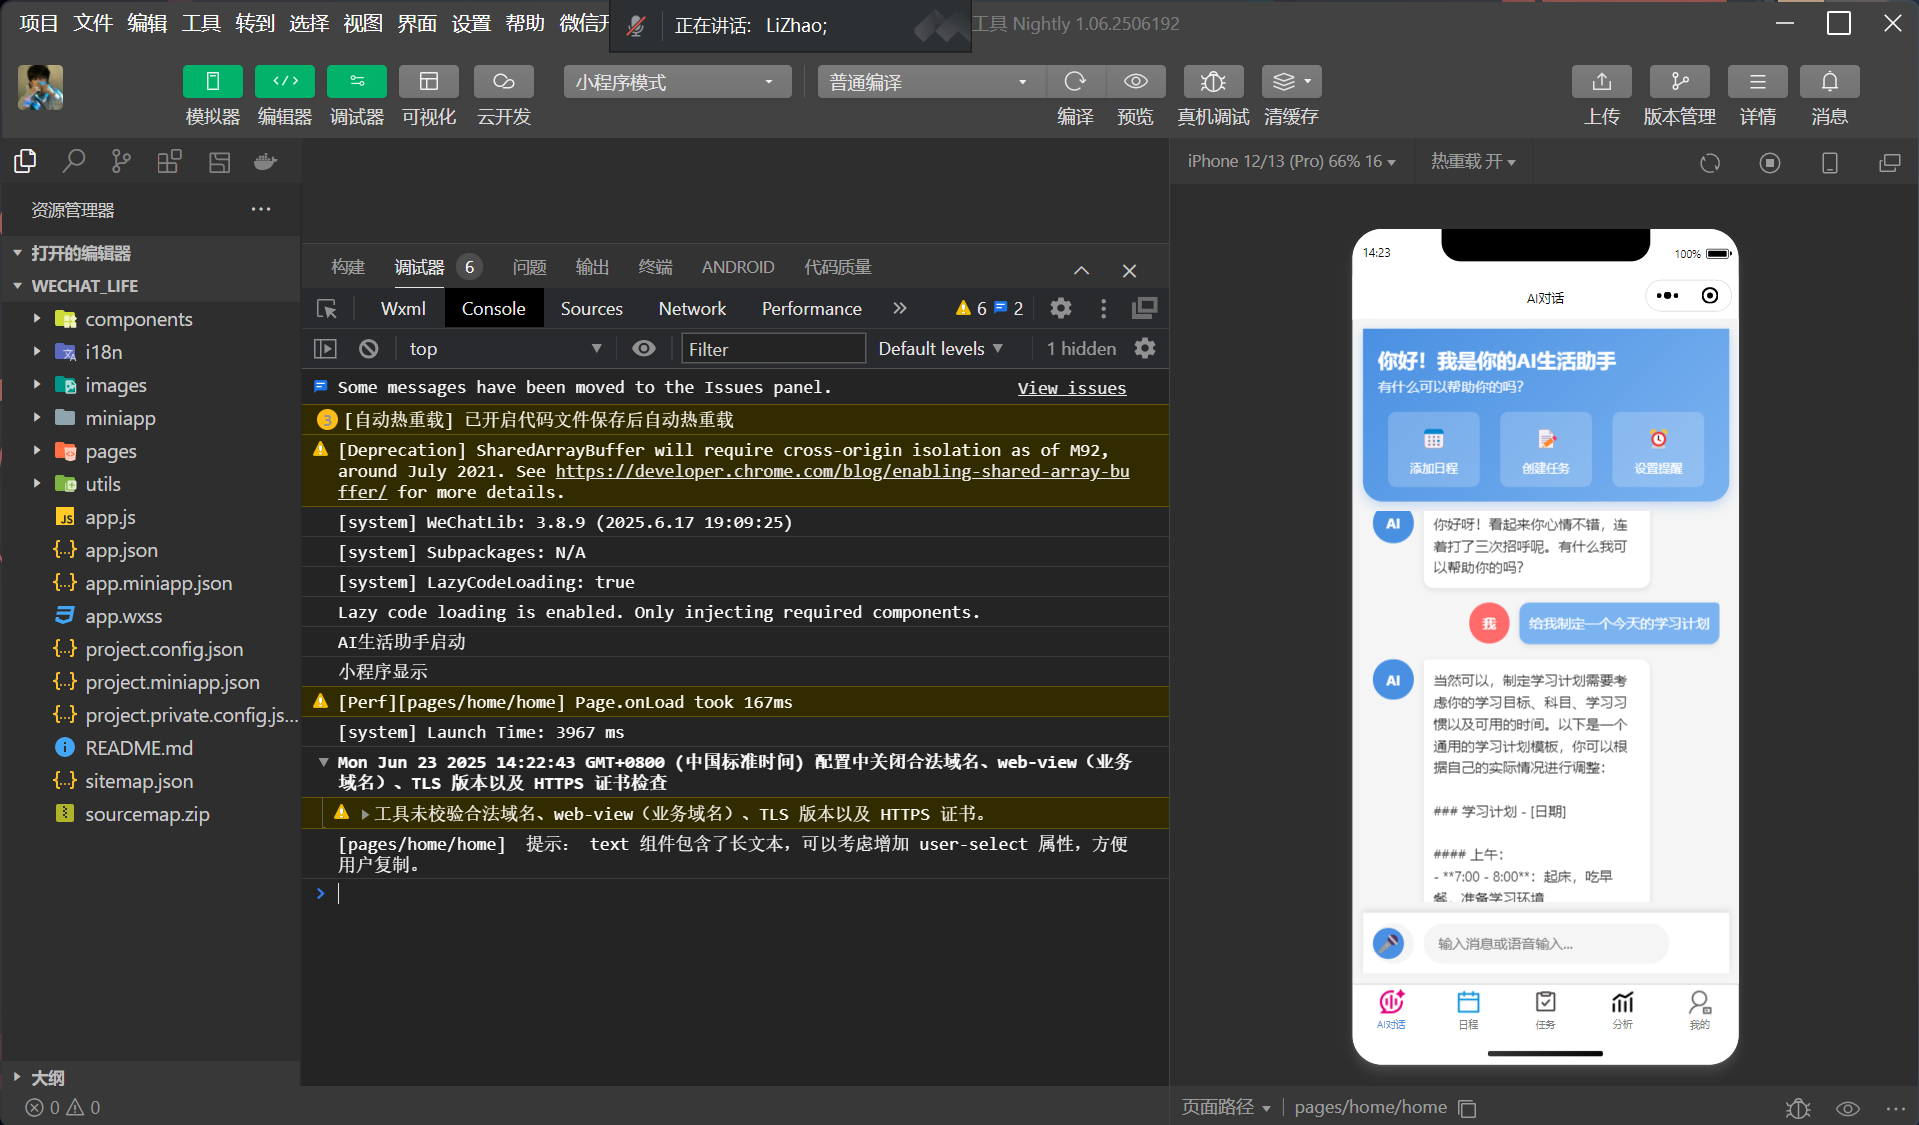 项目 文件 编辑 工具 转到 选择 视图 界面 设置 帮助 微信开
正在讲话: LiZhao;
工具 Nightly 1.06.2506192
小程序模式
普通编译
模拟器 编辑器 调试器 可视化 云开发
编译 预览 真机调试 清缓存
上传 版本管理 详情 消息
资源管理器
打开的编辑器
WECHAT_LIFE
components
i18n
images
miniapp
pages
utils
JS app.js
{..} app.json
{..} app.miniapp.json
app.wxss
{..} project.config.json
{..} project.miniapp.json
{..} project.private.config.js...
README.md
{..} sitemap.json
sourcemap.zip
大纲
0 0
构建 调试器 6 问题 输出 终端 ANDROID 代码质量
Wxml Console Sources Network Performance 6 2
top Filter Default levels 1 hidden
Some messages have been moved to the Issues panel. View issues
3 [自动热重载] 已开启代码文件保存后自动热重载
[Deprecation] SharedArrayBuffer will require cross-origin isolation as of M92,
around July 2021. See https://developer.chrome.com/blog/enabling-shared-array-bu
ffer/ for more details.
[system] WeChatLib: 3.8.9 (2025.6.17 19:09:25)
[system] Subpackages: N/A
[system] LazyCodeLoading: true
Lazy code loading is enabled. Only injecting required components.
AI生活助手启动
小程序显示
[Perf][pages/home/home] Page.onLoad took 167ms
[system] Launch Time: 3967 ms
Mon Jun 23 2025 14:22:43 GMT+0800 (中国标准时间) 配置中关闭合法域名、web-view（业务
域名）、TLS 版本以及 HTTPS 证书检查
工具未校验合法域名、web-view（业务域名）、TLS 版本以及 HTTPS 证书。
[pages/home/home] 提示: text 组件包含了长文本，可以考虑增加 user-select 属性，方便
用户复制。
iPhone 12/13 (Pro) 66% 16 热重载 开
14:23 100%
AI对话
你好！我是你的AI生活助手
有什么可以帮助你的吗?
添加日程 创建任务 设置提醒
AI
你好呀！看起来你心情不错，连
着打了三次招呼呢。有什么我可
以帮助你的吗?
我
给我制定一个今天的学习计划
AI
当然可以，制定学习计划需要考
虑你的学习目标、科目、学习习
惯以及可用的时间。以下是一个
通用的学习计划模板，你可以根
据自己的实际情况进行调整:
### 学习计划 - [日期]
#### 上午:
- **7:00 - 8:00**: 起床，吃早
餐，准备学习环境
输入消息或语音输入...
AI对话 日程 任务 分析 我的
页面路径 pages/home/home